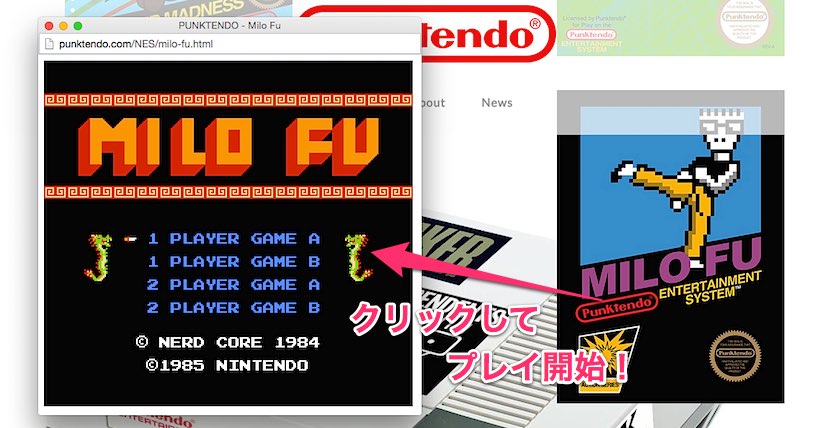 MADNESS
PUNKTENDO - Milo Fu
punktendo.com/NES/milo-fu.html
MILO FU
1 PLAYER GAME A
1 PLAYER GAME B
2 PLAYER GAME A
2 PLAYER GAME B
© NERD CORE 1984
©1985 NINTENDO
tendo®
bout
News
Licensed by Punktendo
for Play on the
Punktendo
ENTERTAINMENT
SYSTEM
MILO FU
Punktendo
ENTERTAINMENT
SYSTEM™
ACTION SERIES
Punktendo
クリックして
プレイ開始！